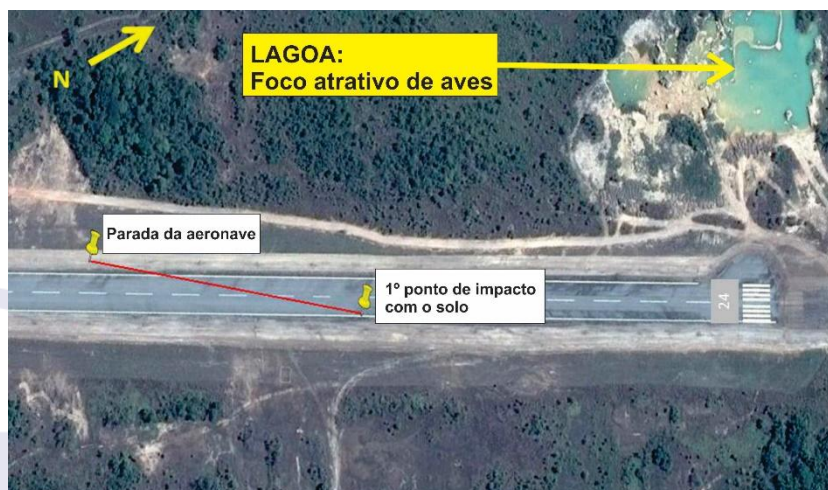 N
LAGOA:
Foco atrativo de aves
Parada da aeronave
1º ponto de impacto
com o solo
24